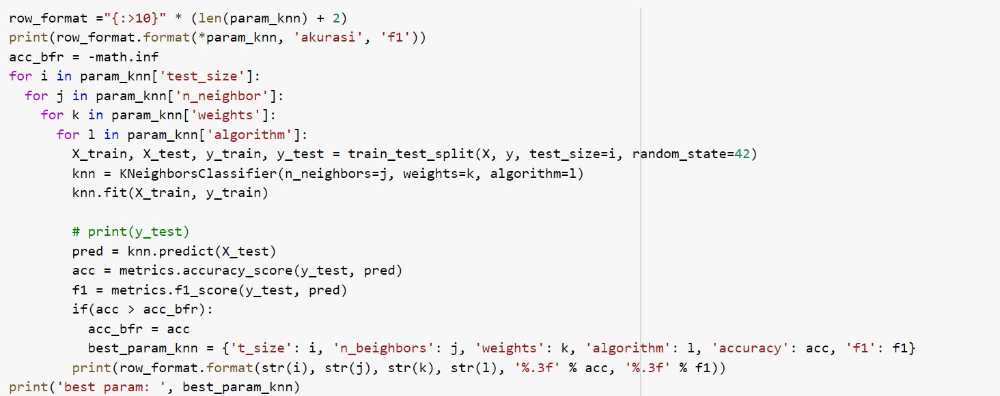 row_format ="{:>10}" * (len(param_knn) + 2)
print(row_format.format(*param_knn, 'akurasi', 'f1'))
acc_bfr = -math.inf
for i in param_knn['test_size']:
  for j in param_knn['n_neighbor']:
    for k in param_knn['weights']:
      for l in param_knn['algorithm']:
        X_train, X_test, y_train, y_test = train_test_split(X, y, test_size=i, random_state=42)
        knn = KNeighborsClassifier(n_neighbors=j, weights=k, algorithm=l)
        knn.fit(X_train, y_train)

        # print(y_test)
        pred = knn.predict(X_test)
        acc = metrics.accuracy_score(y_test, pred)
        f1 = metrics.f1_score(y_test, pred)
        if(acc > acc_bfr):
          acc_bfr = acc
          best_param_knn = {'t_size': i, 'n_beighbors': j, 'weights': k, 'algorithm': l, 'accuracy': acc, 'f1': f1}
        print(row_format.format(str(i), str(j), str(k), str(l), '%.3f' % acc, '%.3f' % f1))
print('best param: ', best_param_knn)